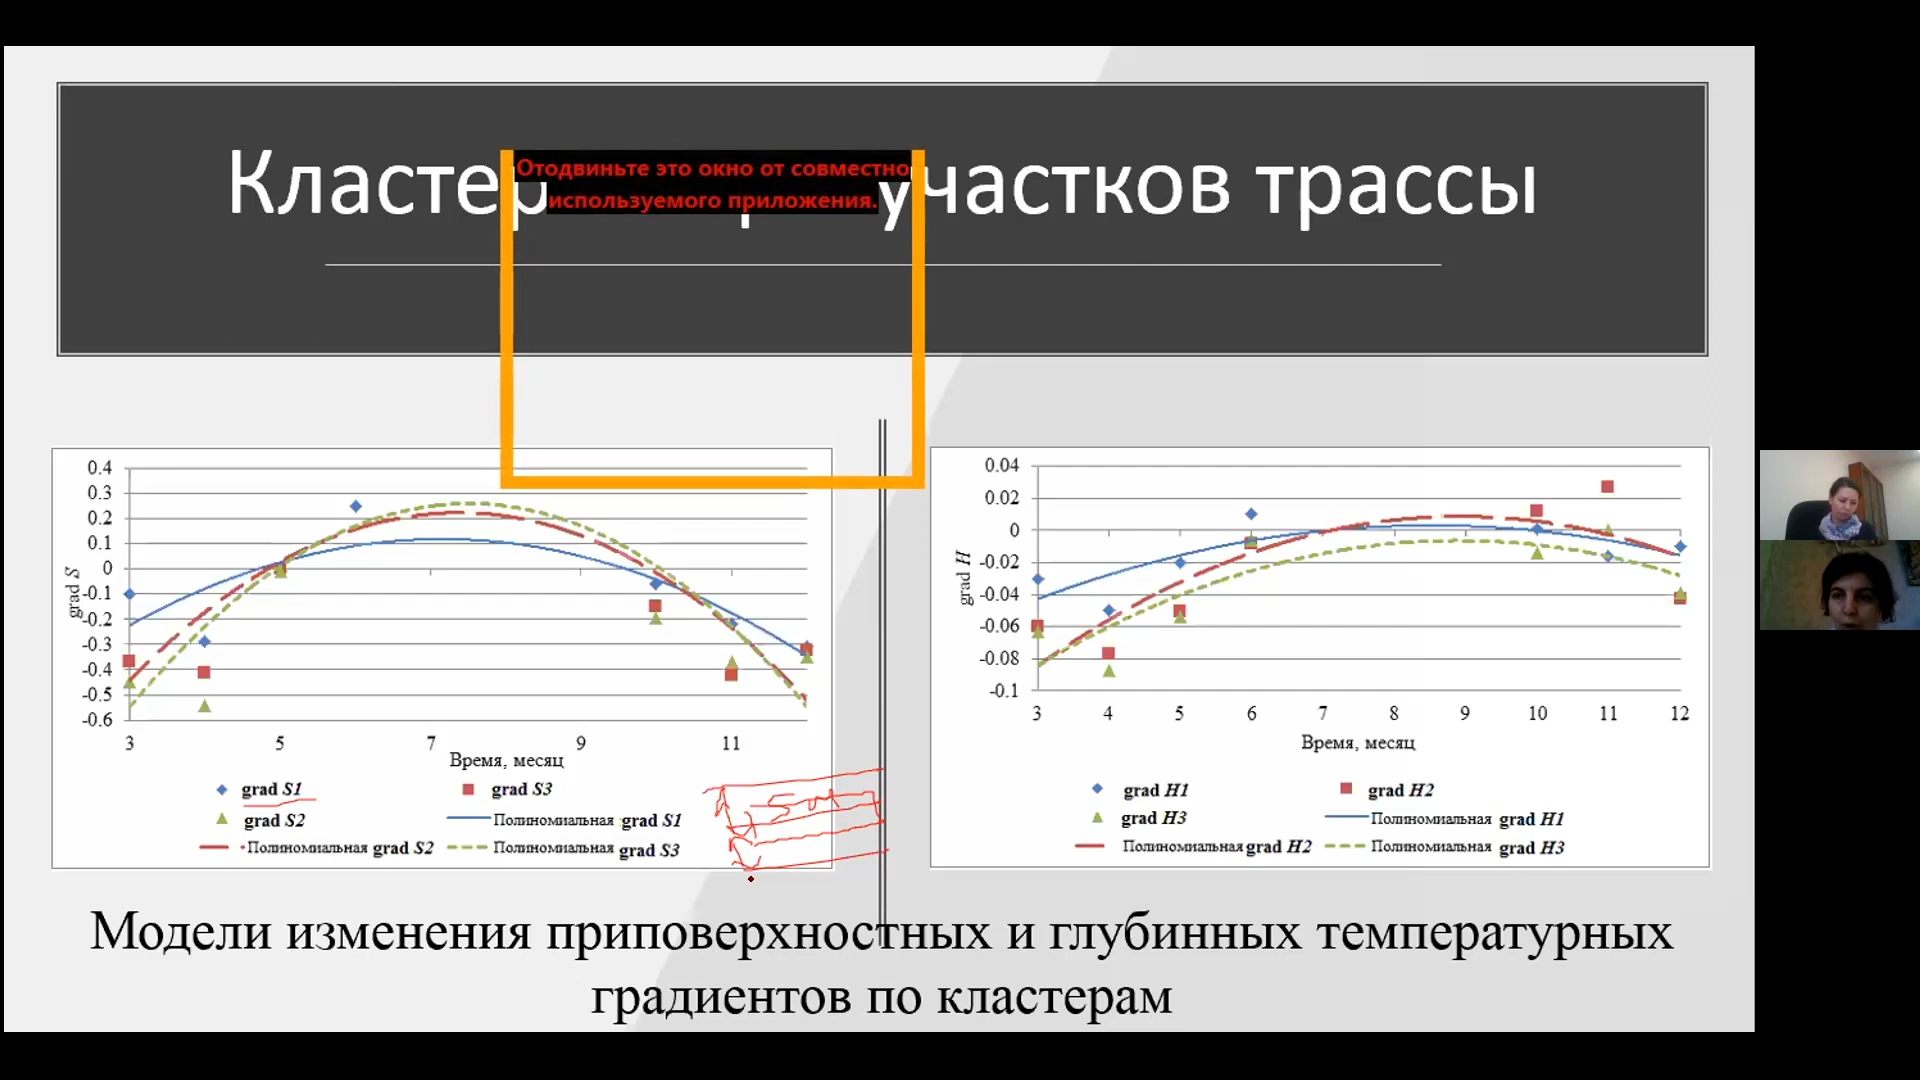 Кластер участков трассы
Отодвиньте это окно от совместно
используемого приложения.
0.4
0.3
0.2
0.1
0
-0.1
-0.2
-0.3
-0.4
-0.5
-0.6
grad S
3 5 7 9 11
Время, месяц
grad S1 grad S3
grad S2 Полиномиальная grad S1
Полиномиальная grad S2 Полиномиальная grad S3
0.04
0.02
0
-0.02
-0.04
-0.06
-0.08
-0.1
grad H
3 4 5 6 7 8 9 10 11 12
Время, месяц
grad H1 grad H2
grad H3 Полиномиальная grad H1
Полиномиальная grad H2 Полиномиальная grad H3
Модели изменения приповерхностных и глубинных температурных
градиентов по кластерам